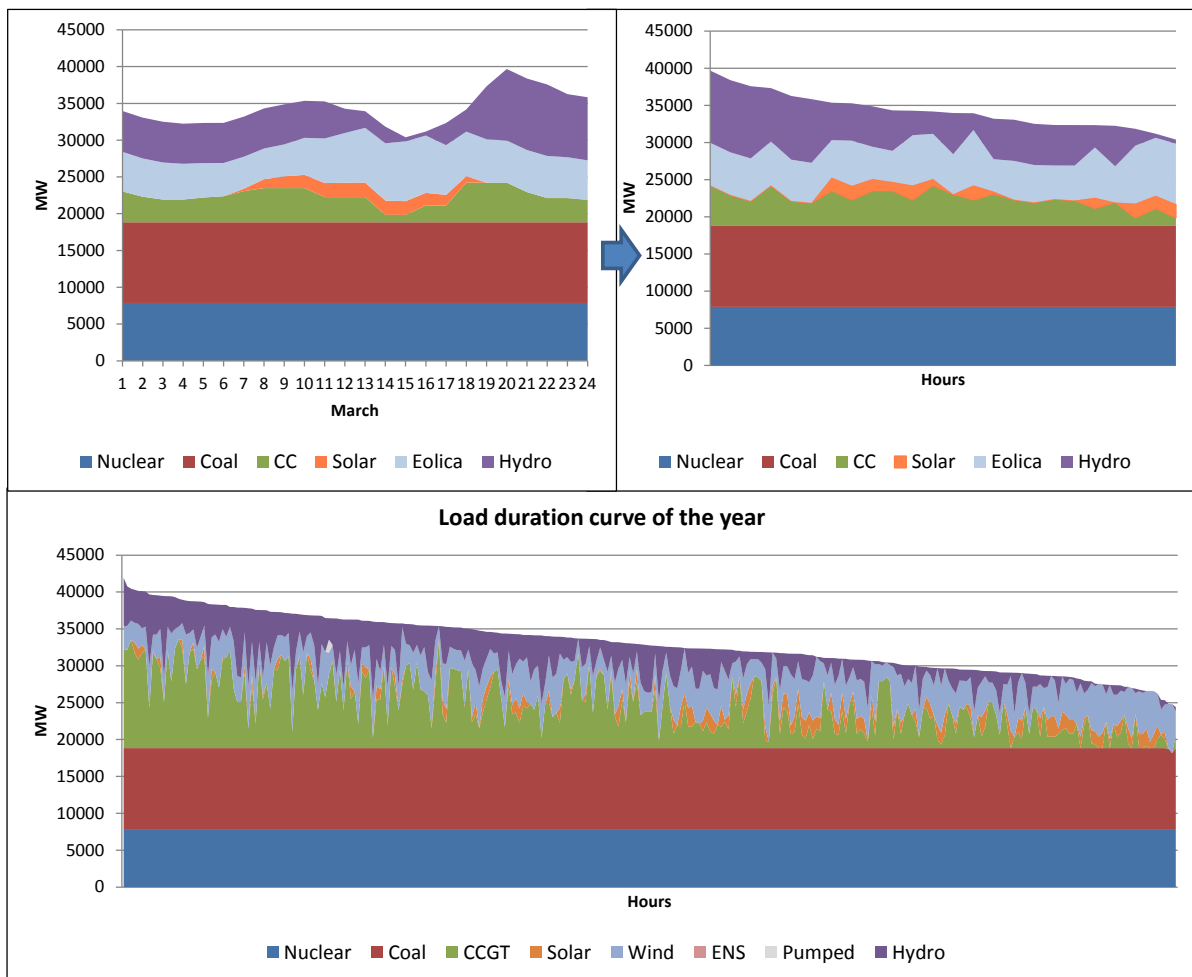 45000
40000
35000
30000
25000
20000
15000
10000
5000
0
MW
1 2 3 4 5 6 7 8 9 10 11 12 13 14 15 16 17 18 19 20 21 22 23 24
March
Nuclear Coal CC Solar Eolica Hydro
45000
40000
35000
30000
25000
20000
15000
10000
5000
0
MW
Hours
Nuclear Coal CC Solar Eolica Hydro
Load duration curve of the year
45000
40000
35000
30000
25000
20000
15000
10000
5000
0
MW
Hours
Nuclear Coal CCGT Solar Wind ENS Pumped Hydro